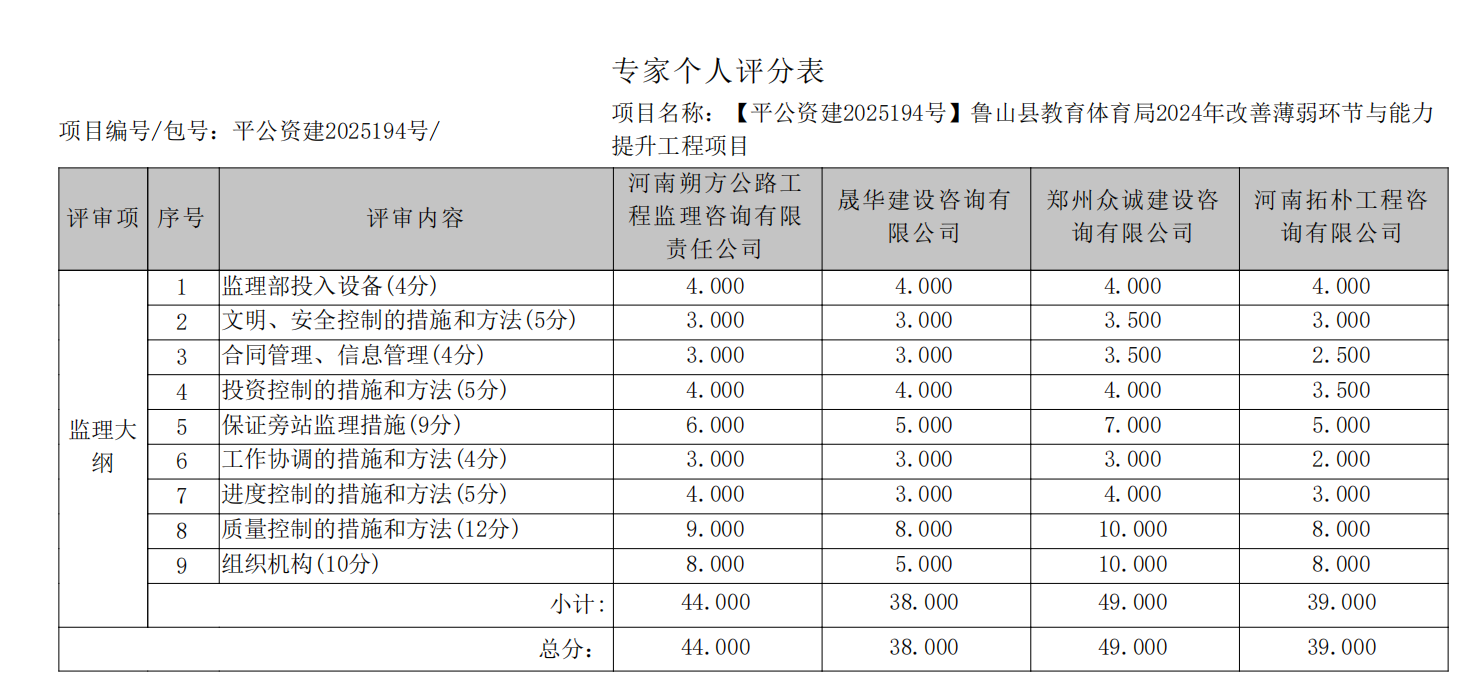 专家个人评分表
项目编号/包号：平公资建2025194号/
项目名称：【平公资建2025194号】鲁山县教育体育局2024年改善薄弱环节与能力
提升工程项目
评审项 序号 评审内容 河南朔方公路工程监理咨询有限责任公司 晟华建设咨询有限公司 郑州众诚建设咨询有限公司 河南拓朴工程咨询有限公司
监理大纲
1 监理部投入设备(4分) 4.000 4.000 4.000 4.000
2 文明、安全控制的措施和方法(5分) 3.000 3.000 3.500 3.000
3 合同管理、信息管理(4分) 3.000 3.000 3.500 2.500
4 投资控制的措施和方法(5分) 4.000 4.000 4.000 3.500
5 保证旁站监理措施(9分) 6.000 5.000 7.000 5.000
6 工作协调的措施和方法(4分) 3.000 3.000 3.000 2.000
7 进度控制的措施和方法(5分) 4.000 3.000 4.000 3.000
8 质量控制的措施和方法(12分) 9.000 8.000 10.000 8.000
9 组织机构(10分) 8.000 5.000 10.000 8.000
小计: 44.000 38.000 49.000 39.000
总分： 44.000 38.000 49.000 39.000